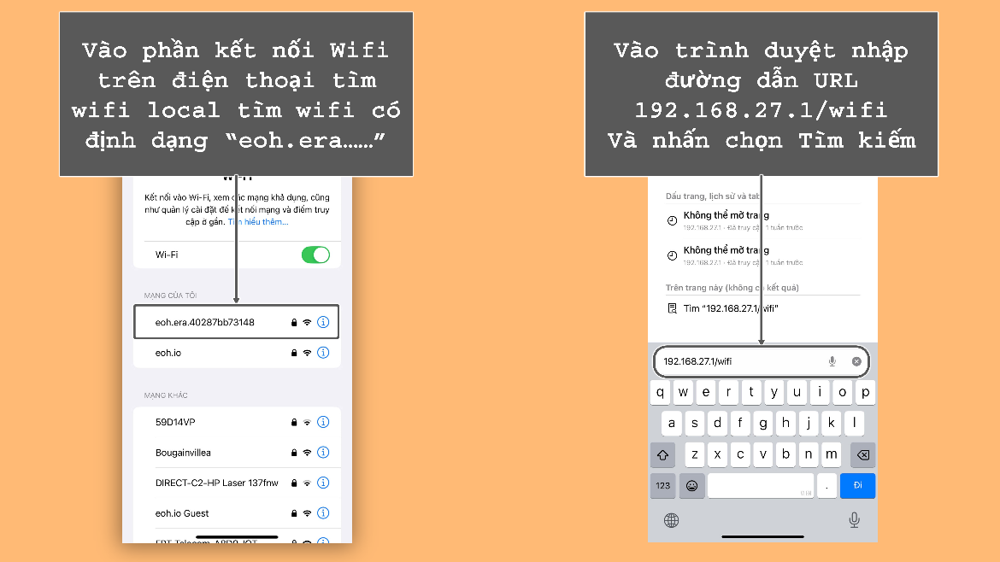 Vào phần kết nối Wifi
trên điện thoại tìm
wifi local tìm wifi có
định dạng “eoh.era……”
Wi-Fi
Kết nối vào Wi-Fi, xem các mạng khả dụng, cũng
như quản lý cài đặt để kết nối mạng và điểm truy
cập ở gần. Tìm hiểu thêm...
Wi-Fi
MẠNG CỦA TÔI
eoh.era.40287bb73148
eoh.io
MẠNG KHÁC
59D14VP
Bougainvillea
DIRECT-C2-HP Laser 137fnw
eoh.io Guest
Vào trình duyệt nhập
đường dẫn URL
192.168.27.1/wifi
Và nhấn chọn Tìm kiếm
Dấu trang, lịch sử và tab
Không thể mở trang
192.168.27.1 · Đã truy cập 1 tuần trước
Không thể mở trang
192.168.27.1 · Đã truy cập 1 tuần trước
Trên trang này (không có kết quả)
Tìm “192.168.27.1/wifi”
192.168.27.1/wifi
q w e r t y u i o p
a s d f g h j k l
z x c v b n m
123 VI EN . Đi